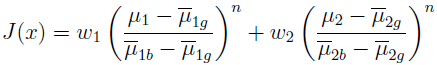 J(x) = w_1 \left( \frac{\mu_1 - \overline{\mu}_{1g}}{\overline{\mu}_{1b} - \overline{\mu}_{1g}} \right)^n + w_2 \left( \frac{\mu_2 - \overline{\mu}_{2g}}{\overline{\mu}_{2b} - \overline{\mu}_{2g}} \right)^n